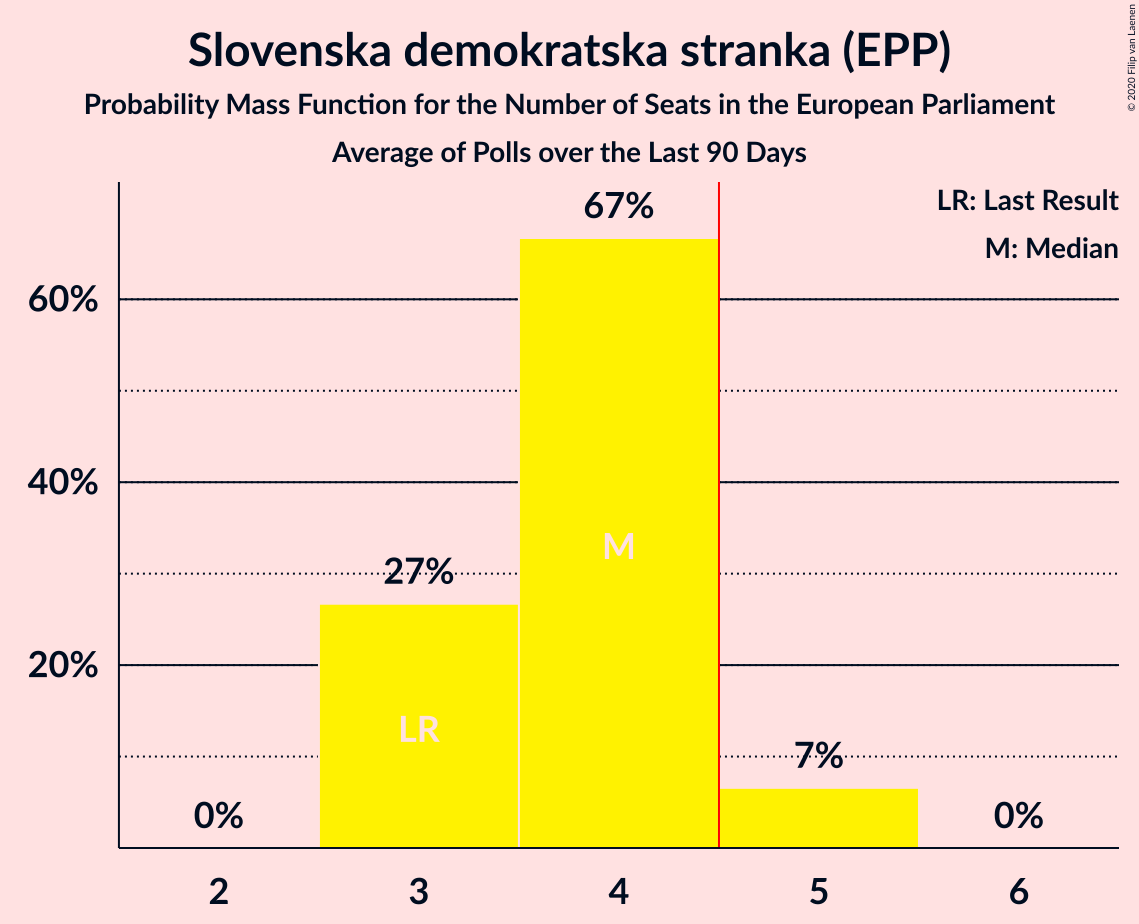 Slovenska demokratska stranka (EPP)
Probability Mass Function for the Number of Seats in the European Parliament
Average of Polls over the Last 90 Days
© 2020 Filip van Laenen
LR: Last Result
M: Median
67%
60%
40%
M
27%
20%
LR
7%
0%
0%
2 3 4 5 6